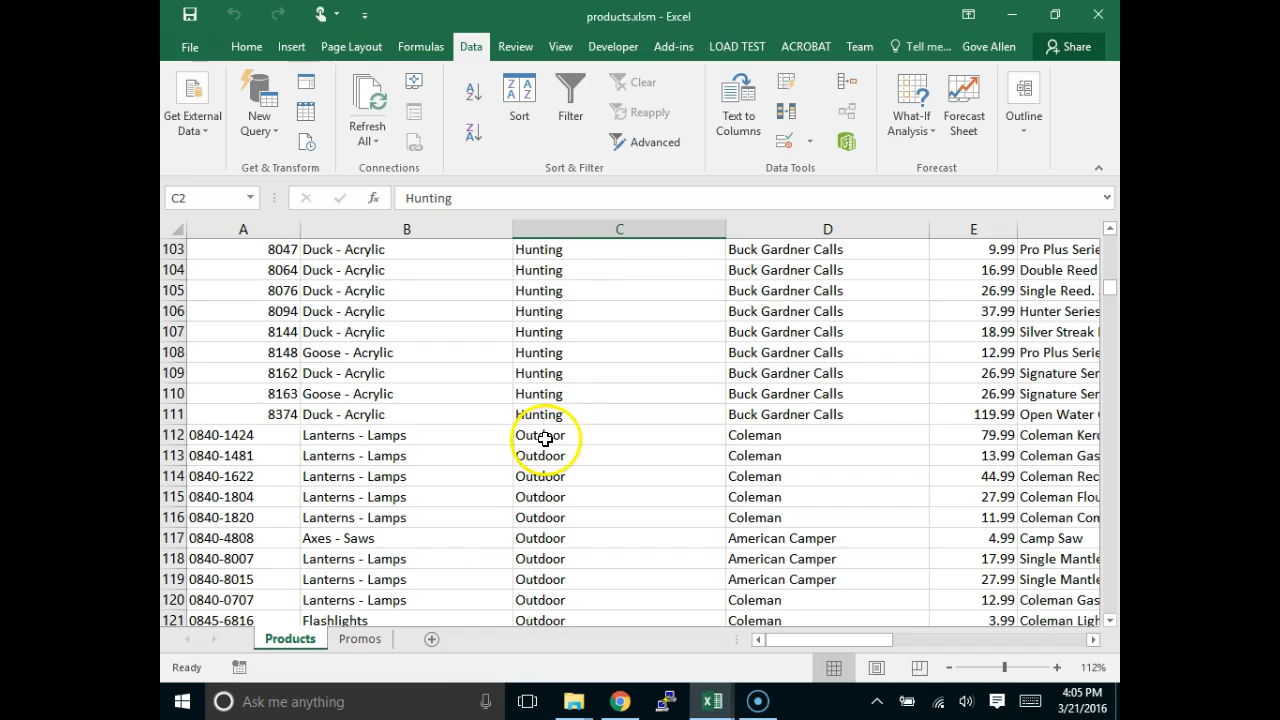 products.xlsm - Excel
File Home Insert Page Layout Formulas Data Review View Developer Add-ins LOAD TEST ACROBAT Team Tell me... Gove Allen Share
Get External Data
New Query
Refresh All
Sort
Filter
Clear
Reapply
Advanced
Text to Columns
What-If Analysis
Forecast Sheet
Outline
Get & Transform Connections Sort & Filter Data Tools Forecast
C2 fx Hunting
A B C D E
103 8047 Duck - Acrylic Hunting Buck Gardner Calls 9.99 Pro Plus Serie
104 8064 Duck - Acrylic Hunting Buck Gardner Calls 16.99 Double Reed
105 8076 Duck - Acrylic Hunting Buck Gardner Calls 26.99 Single Reed.
106 8094 Duck - Acrylic Hunting Buck Gardner Calls 37.99 Hunter Series
107 8144 Duck - Acrylic Hunting Buck Gardner Calls 18.99 Silver Streak
108 8148 Goose - Acrylic Hunting Buck Gardner Calls 12.99 Pro Plus Serie
109 8162 Duck - Acrylic Hunting Buck Gardner Calls 26.99 Signature Ser
110 8163 Goose - Acrylic Hunting Buck Gardner Calls 26.99 Signature Ser
111 8374 Duck - Acrylic Hunting Buck Gardner Calls 119.99 Open Water
112 0840-1424 Lanterns - Lamps Outdoor Coleman 79.99 Coleman Kero
113 0840-1481 Lanterns - Lamps Outdoor Coleman 13.99 Coleman Gas
114 0840-1622 Lanterns - Lamps Outdoor Coleman 44.99 Coleman Rec
115 0840-1804 Lanterns - Lamps Outdoor Coleman 27.99 Coleman Flou
116 0840-1820 Lanterns - Lamps Outdoor Coleman 11.99 Coleman Com
117 0840-4808 Axes - Saws Outdoor American Camper 4.99 Camp Saw
118 0840-8007 Lanterns - Lamps Outdoor American Camper 17.99 Single Mantle
119 0840-8015 Lanterns - Lamps Outdoor American Camper 27.99 Single Mantle
120 0840-0707 Lanterns - Lamps Outdoor Coleman 12.99 Coleman Gas
121 0845-6816 Flashlights Outdoor Coleman 3.99 Coleman Ligh
Products Promos
Ready 112%
Ask me anything 4:05 PM
3/21/2016